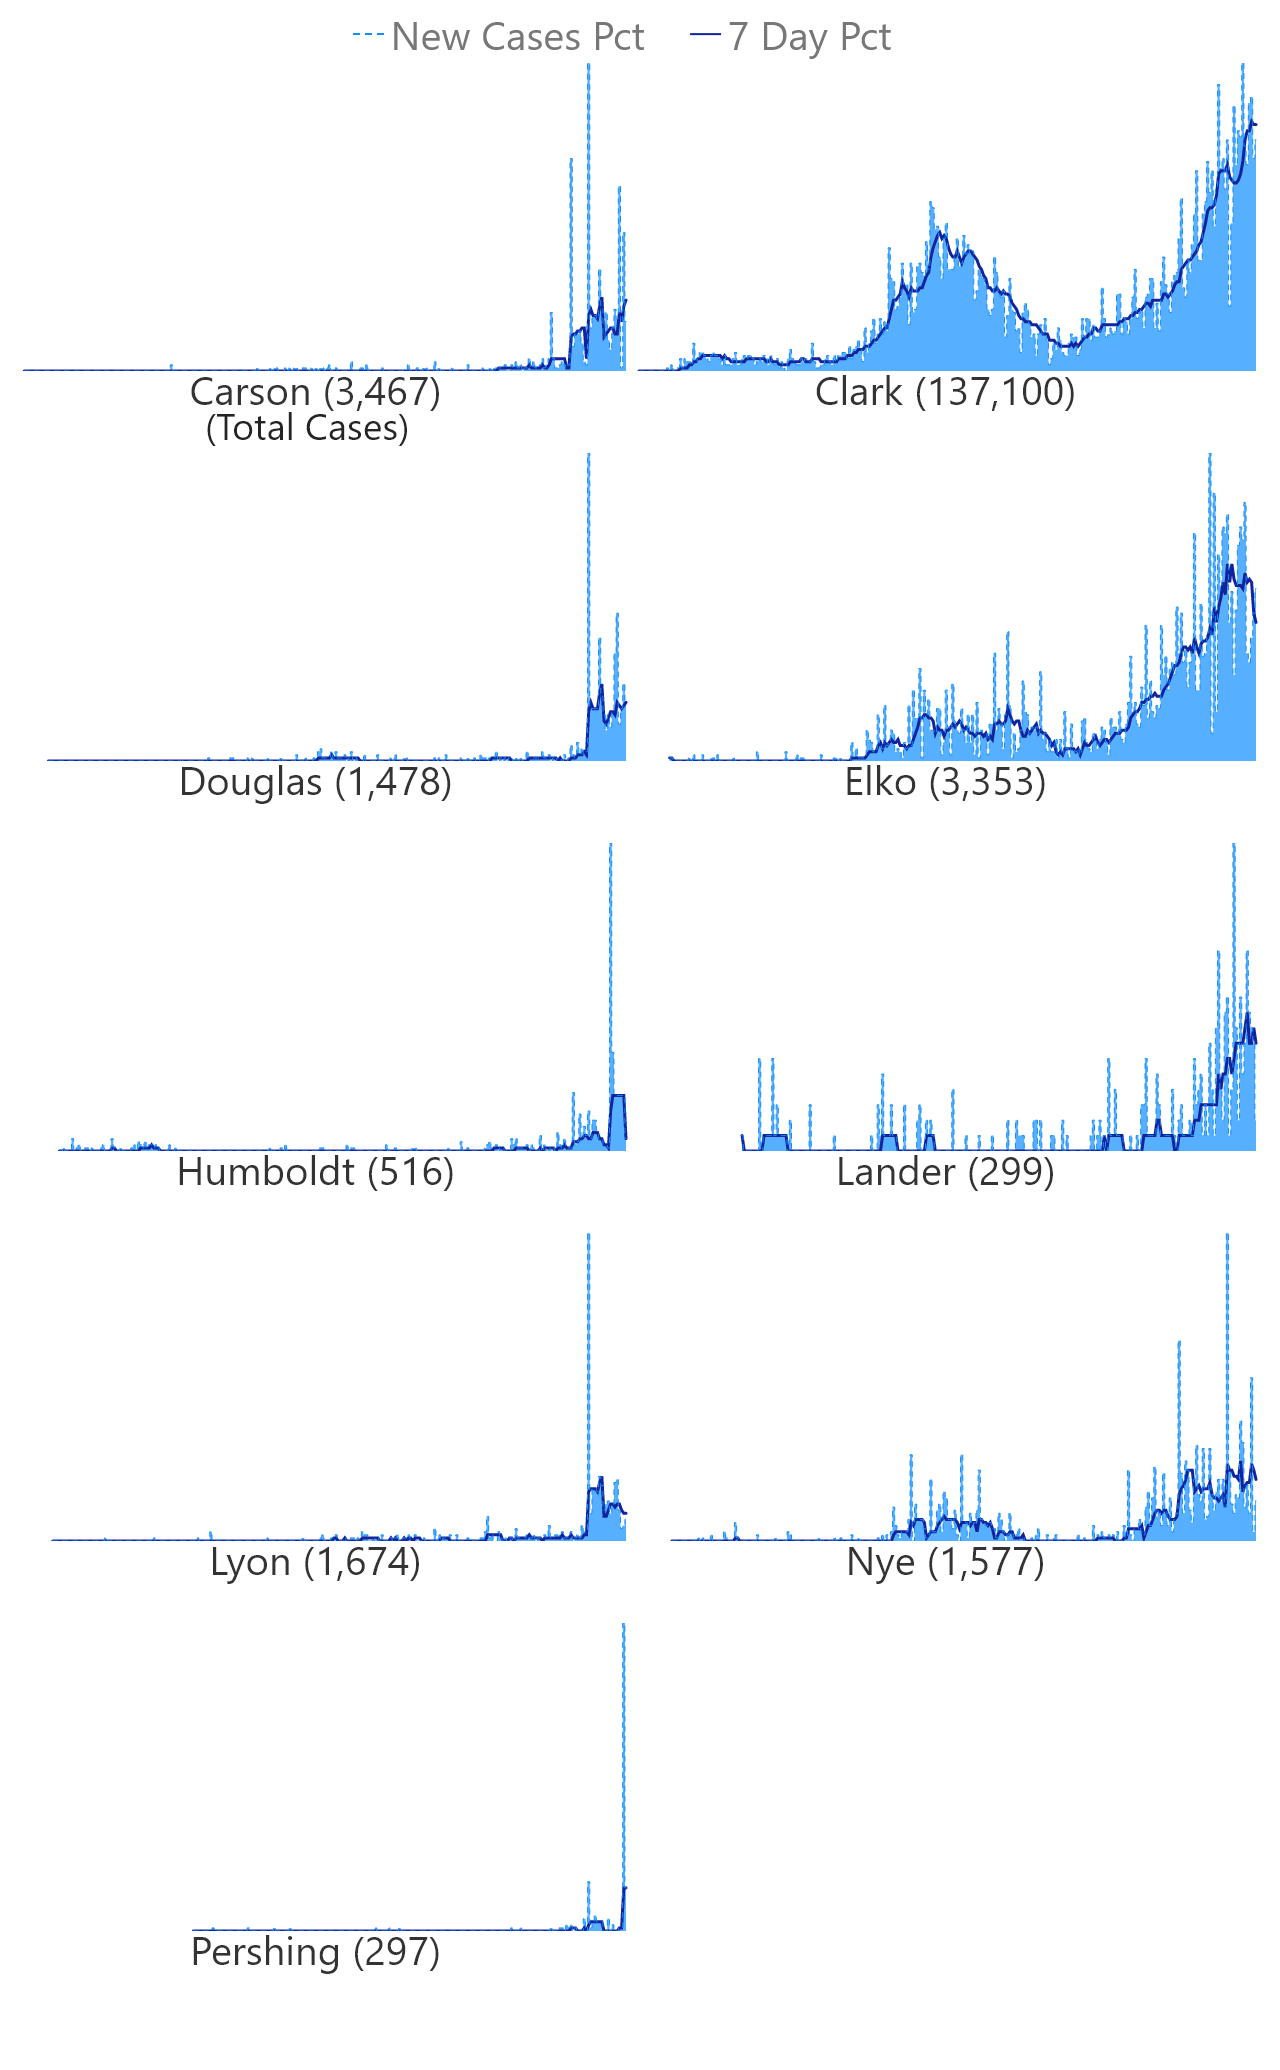 New Cases Pct 7 Day Pct
Carson (3,467) Clark (137,100)
(Total Cases)
Douglas (1,478) Elko (3,353)
Humboldt (516) Lander (299)
Lyon (1,674) Nye (1,577)
Pershing (297)